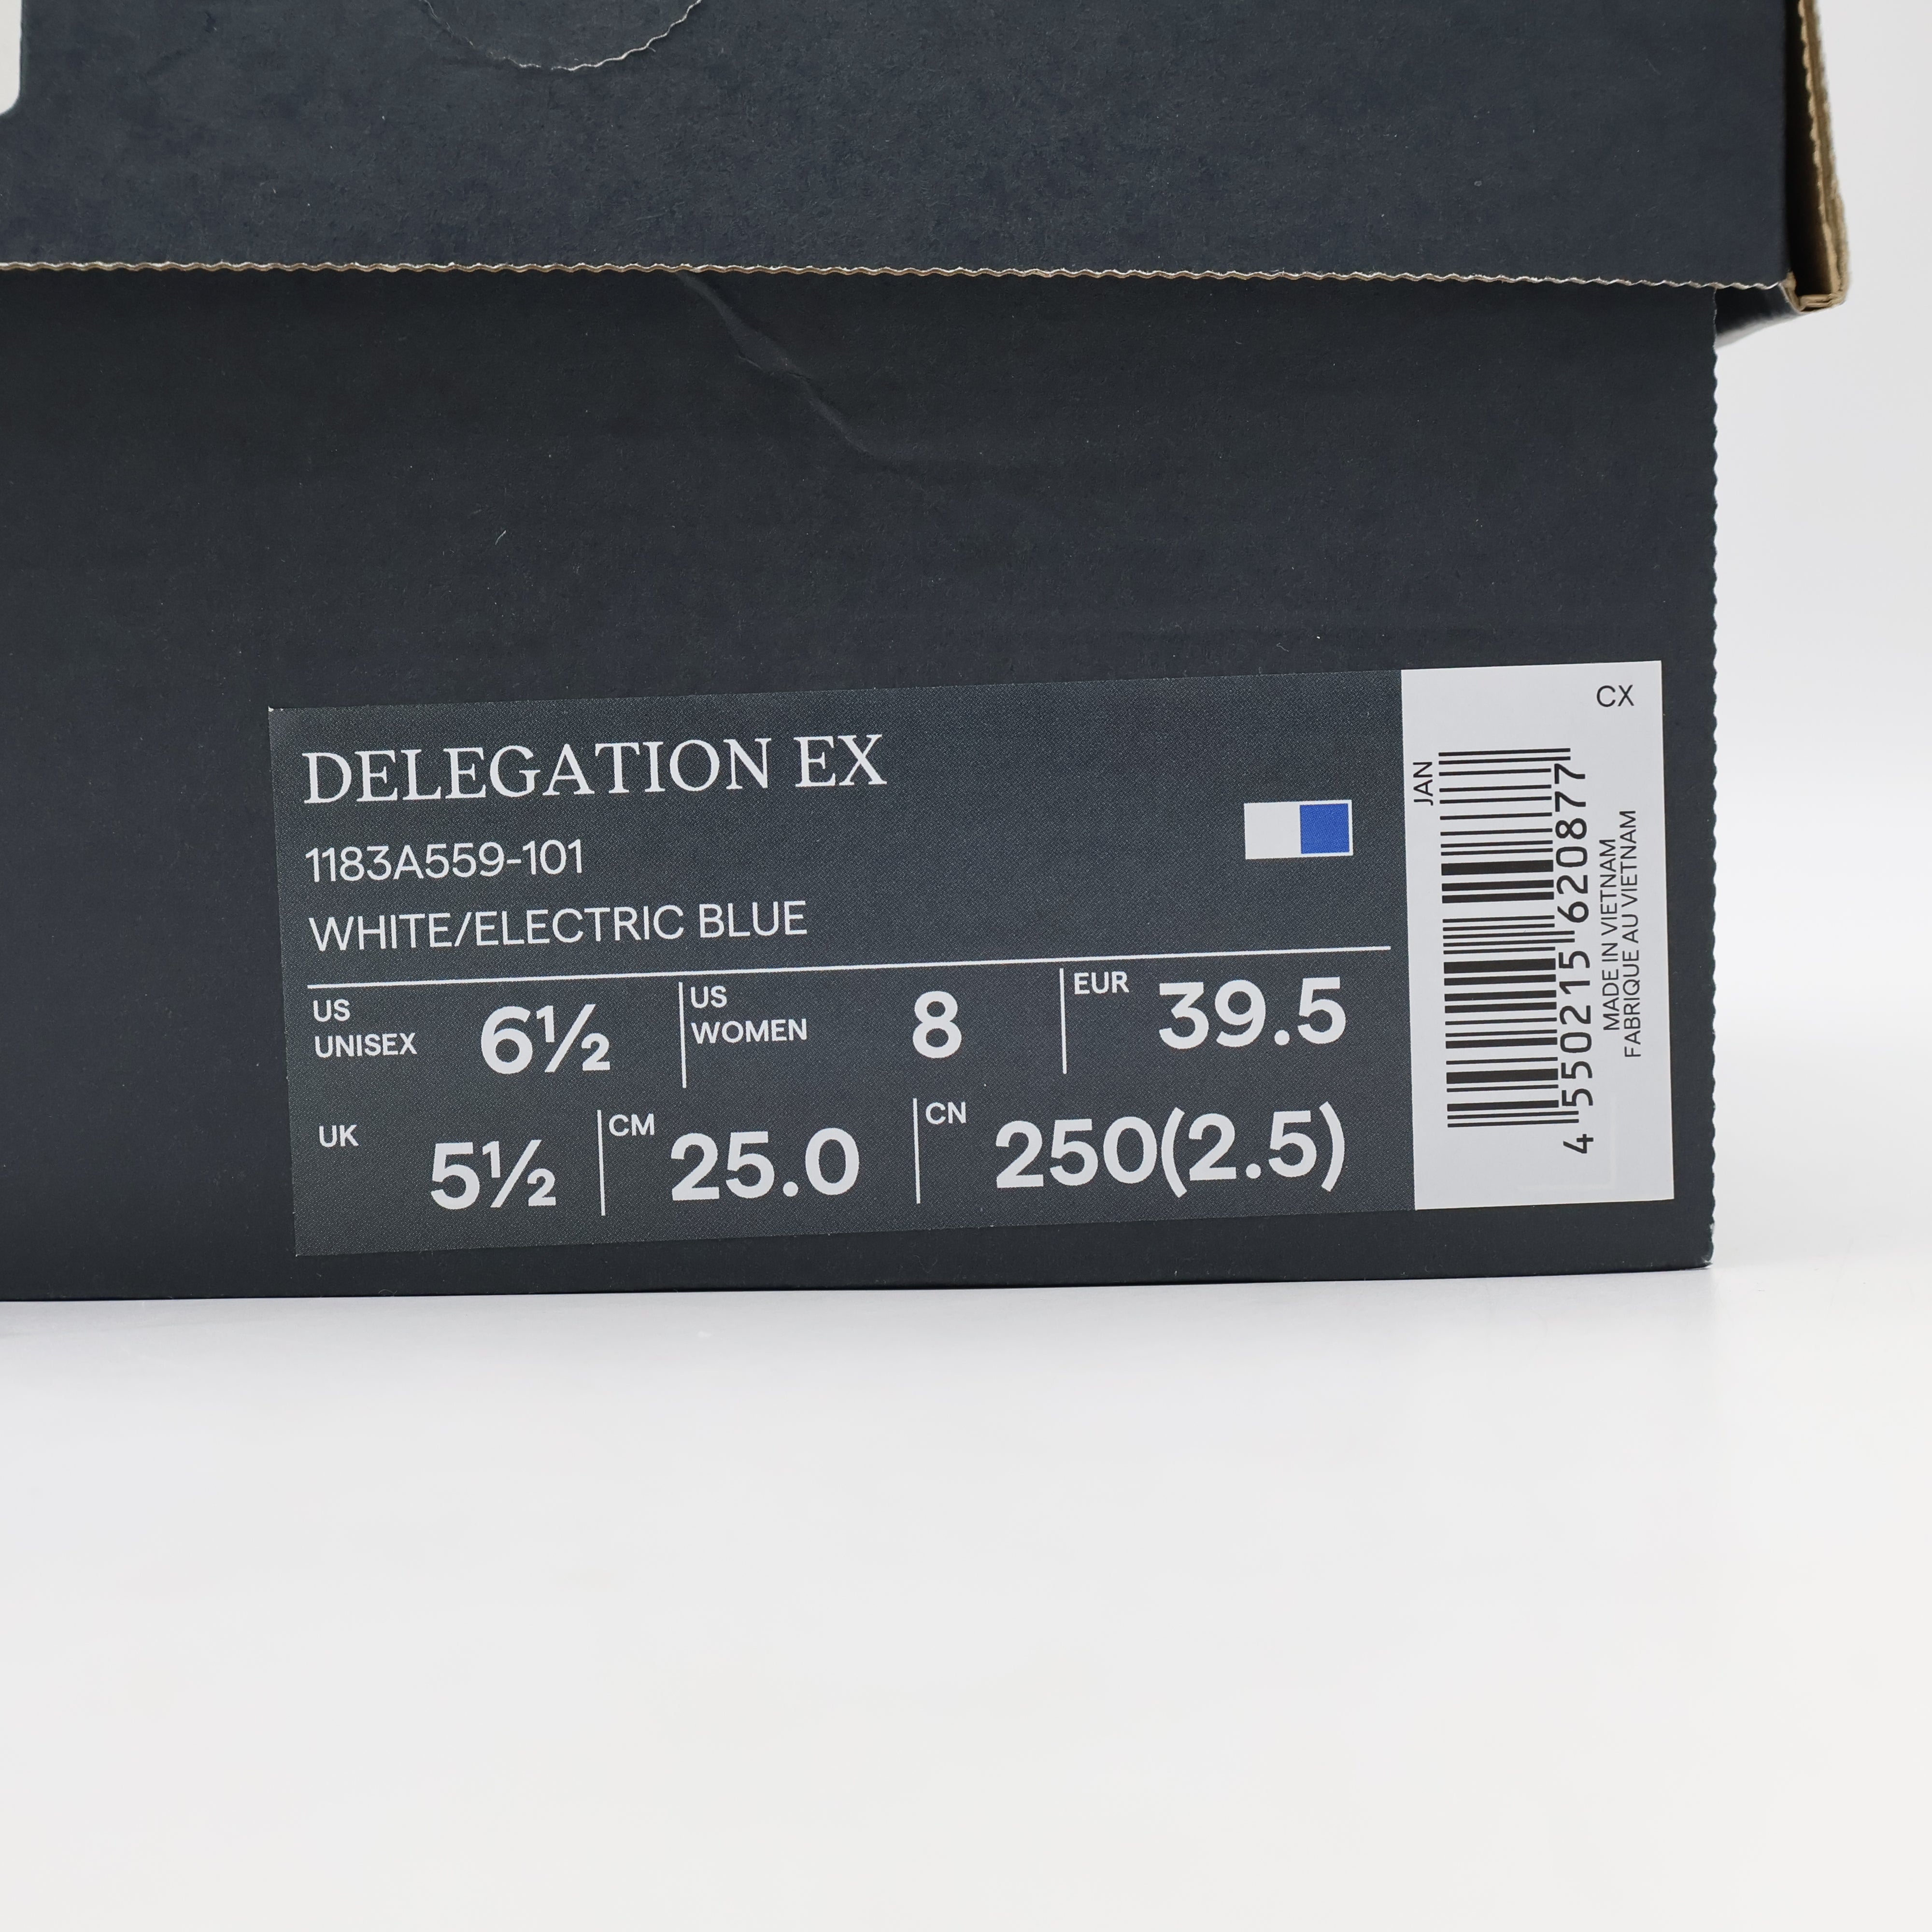 DELEGATION EX
1183A559-101
WHITE/ELECTRIC BLUE
US UNISEX 6½
US WOMEN 8
EUR 39.5
UK 5½
CM 25.0
CN 250(2.5)
CX
JAN
4 550215 620877
MADE IN VIETNAM
FABRIQUE AU VIETNAM